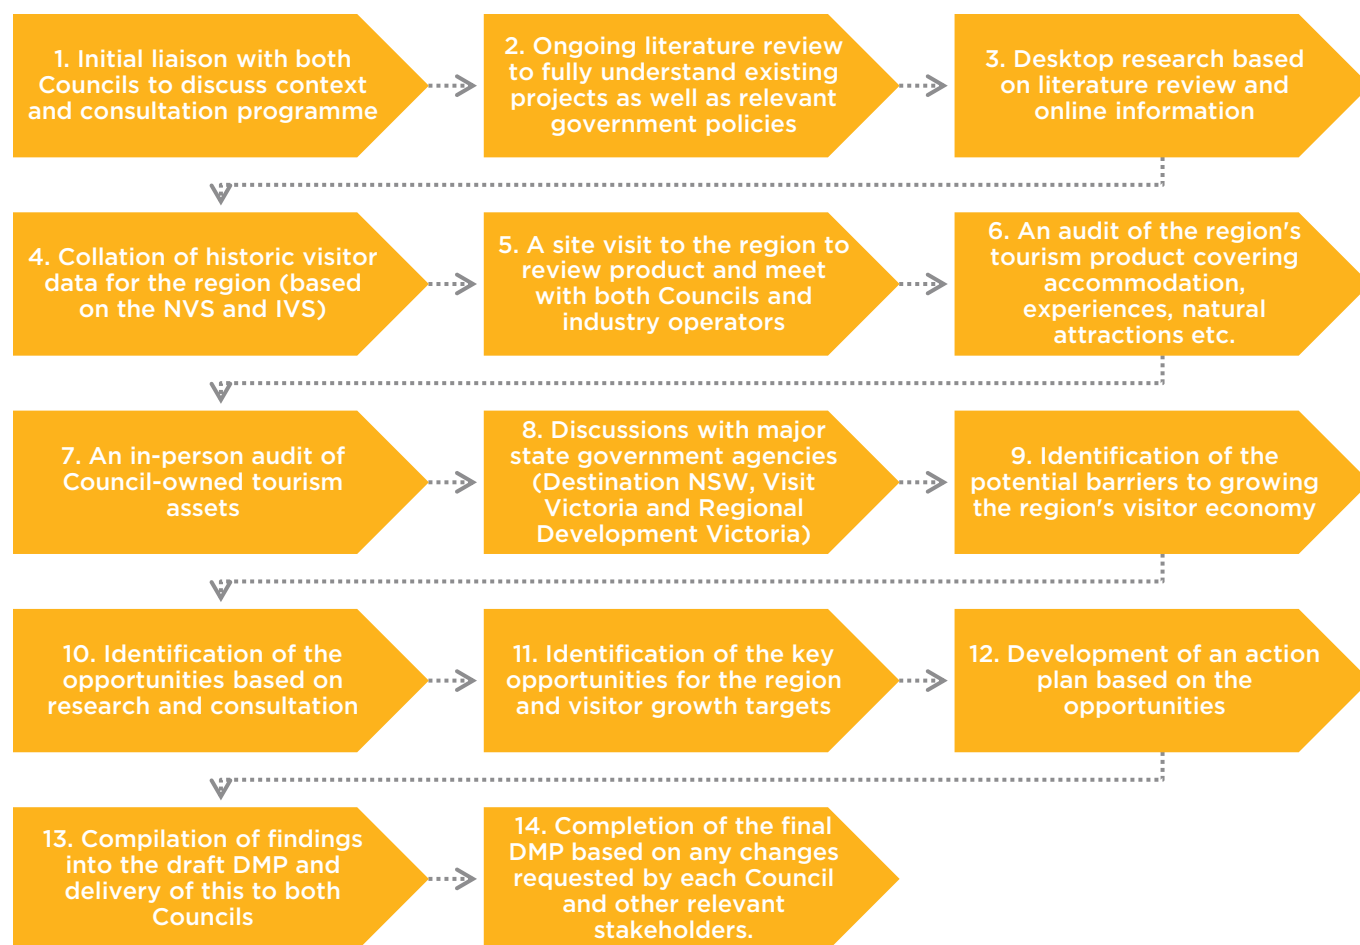 1. Initial liaison with both
Councils to discuss context
and consultation programme
2. Ongoing literature review
to fully understand existing
projects as well as relevant
government policies
3. Desktop research based
on literature review and
online information
4. Collation of historic visitor
data for the region (based
on the NVS and IVS)
5. A site visit to the region to
review product and meet
with both Councils and
industry operators
6. An audit of the region's
tourism product covering
accommodation,
experiences, natural
attractions etc.
7. An in-person audit of
Council-owned tourism
assets
8. Discussions with major
state government agencies
(Destination NSW, Visit
Victoria and Regional
Development Victoria)
9. Identification of the
potential barriers to growing
the region's visitor economy
10. Identification of the
opportunities based on
research and consultation
11. Identification of the key
opportunities for the region
and visitor growth targets
12. Development of an action
plan based on the
opportunities
13. Compilation of findings
into the draft DMP and
delivery of this to both
Councils
14. Completion of the final
DMP based on any changes
requested by each Council
and other relevant
stakeholders.